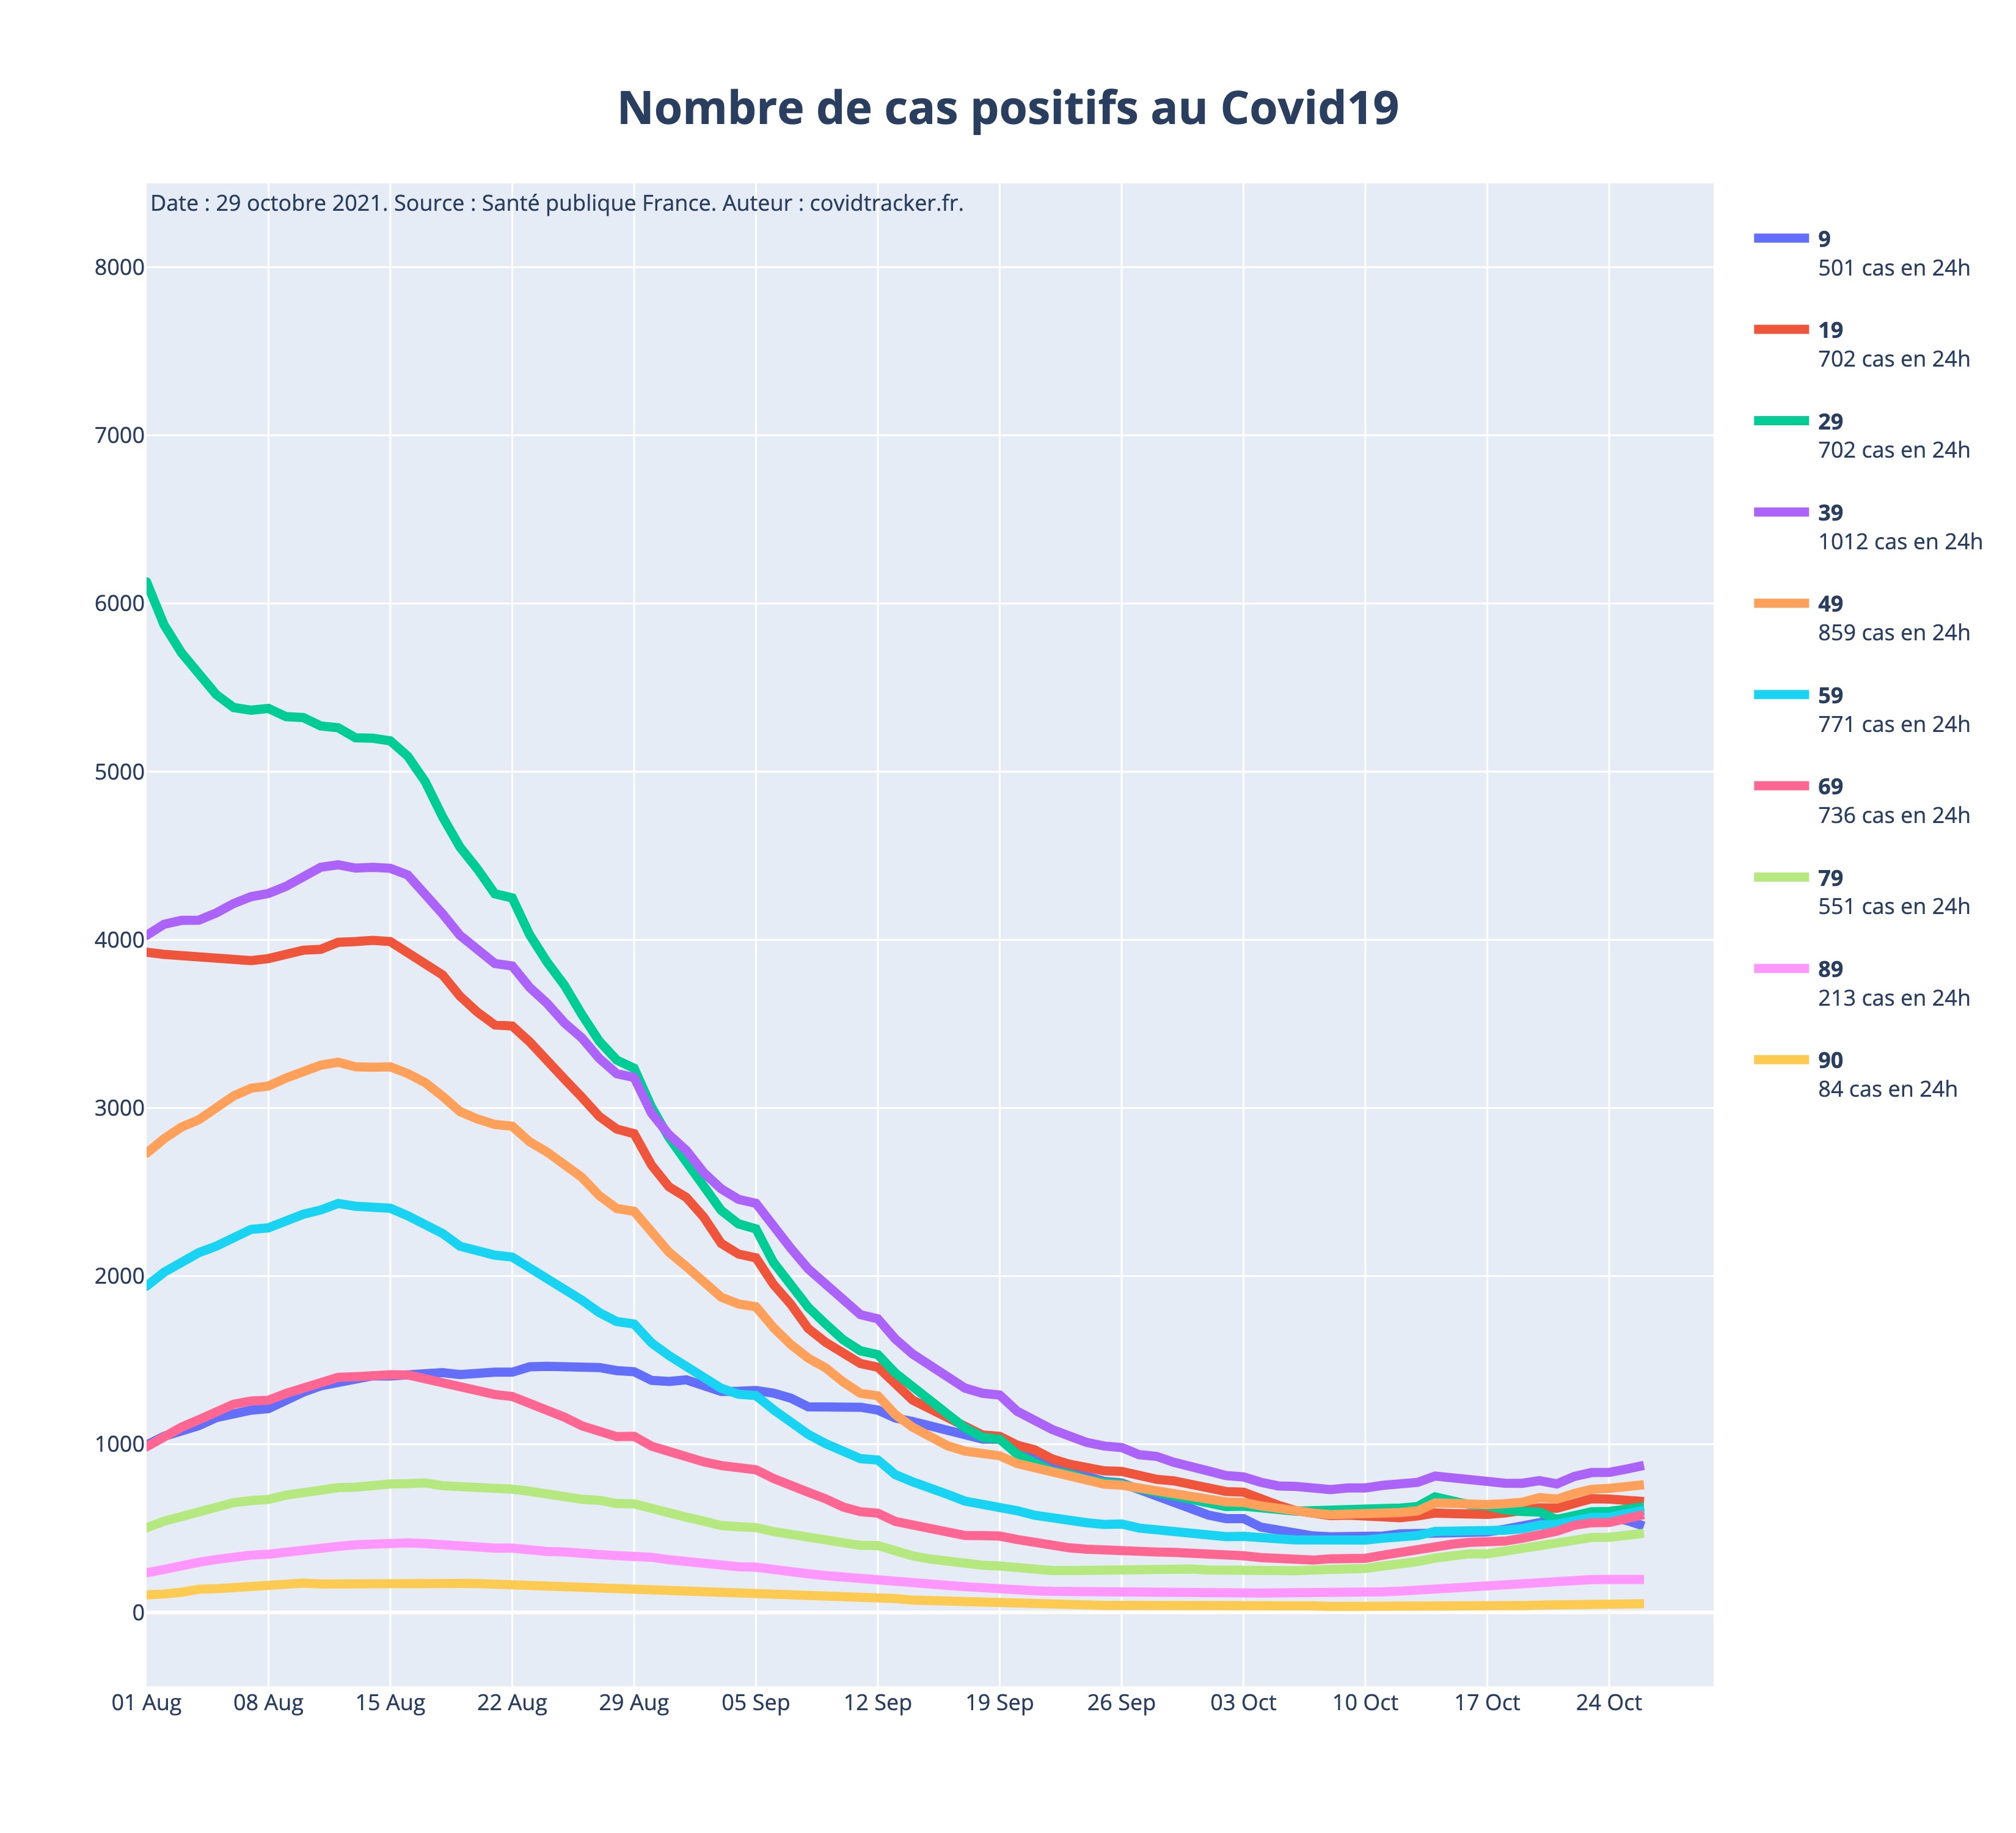 Nombre de cas positifs au Covid19
Date : 29 octobre 2021. Source : Santé publique France. Auteur : covidtracker.fr.
8000
7000
6000
5000
4000
3000
2000
1000
0
01 Aug
08 Aug
15 Aug
22 Aug
29 Aug
05 Sep
12 Sep
19 Sep
26 Sep
03 Oct
10 Oct
17 Oct
24 Oct
9
501 cas en 24h
19
702 cas en 24h
29
702 cas en 24h
39
1012 cas en 24h
49
859 cas en 24h
59
771 cas en 24h
69
736 cas en 24h
79
551 cas en 24h
89
213 cas en 24h
90
84 cas en 24h